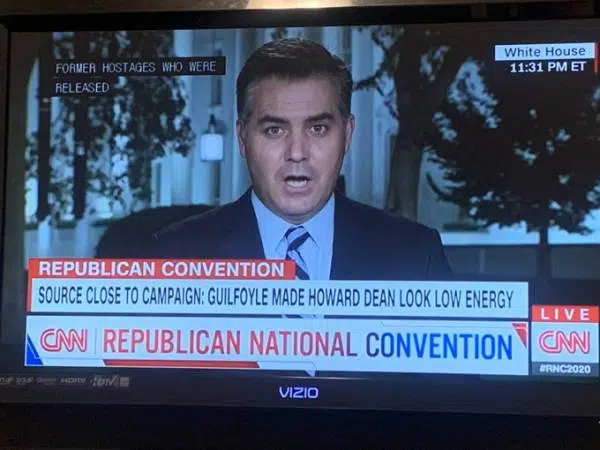 FORMER HOSTAGES WHO WERE
RELEASED
White House
11:31 PM ET
REPUBLICAN CONVENTION
SOURCE CLOSE TO CAMPAIGN: GUILFOYLE MADE HOWARD DEAN LOOK LOW ENERGY
LIVE
CNN REPUBLICAN NATIONAL CONVENTION
CNN
#RNC2020
VIZIO